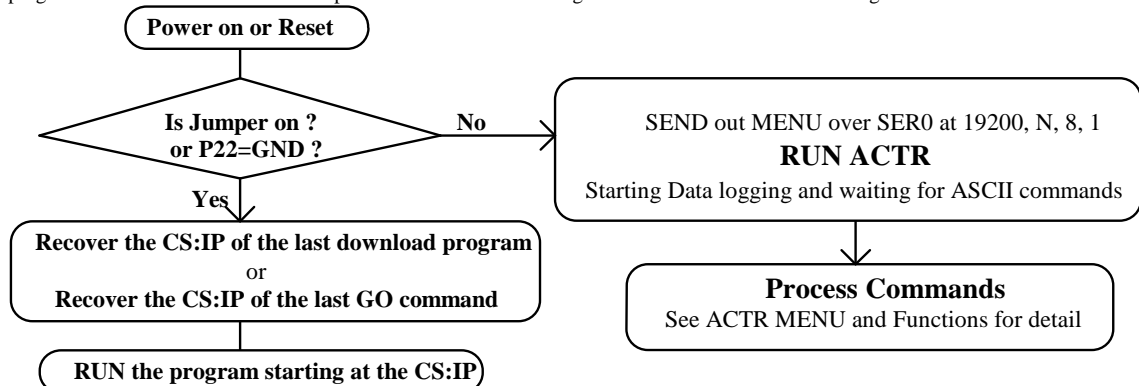 Power on or Reset
Is Jumper on ?
or P22=GND ?
No
Yes
SEND out MENU over SER0 at 19200, N, 8, 1
RUN ACTR
Starting Data logging and waiting for ASCII commands
Recover the CS:IP of the last download program
or
Recover the CS:IP of the last GO command
Process Commands
See ACTR MENU and Functions for detail
RUN the program starting at the CS:IP